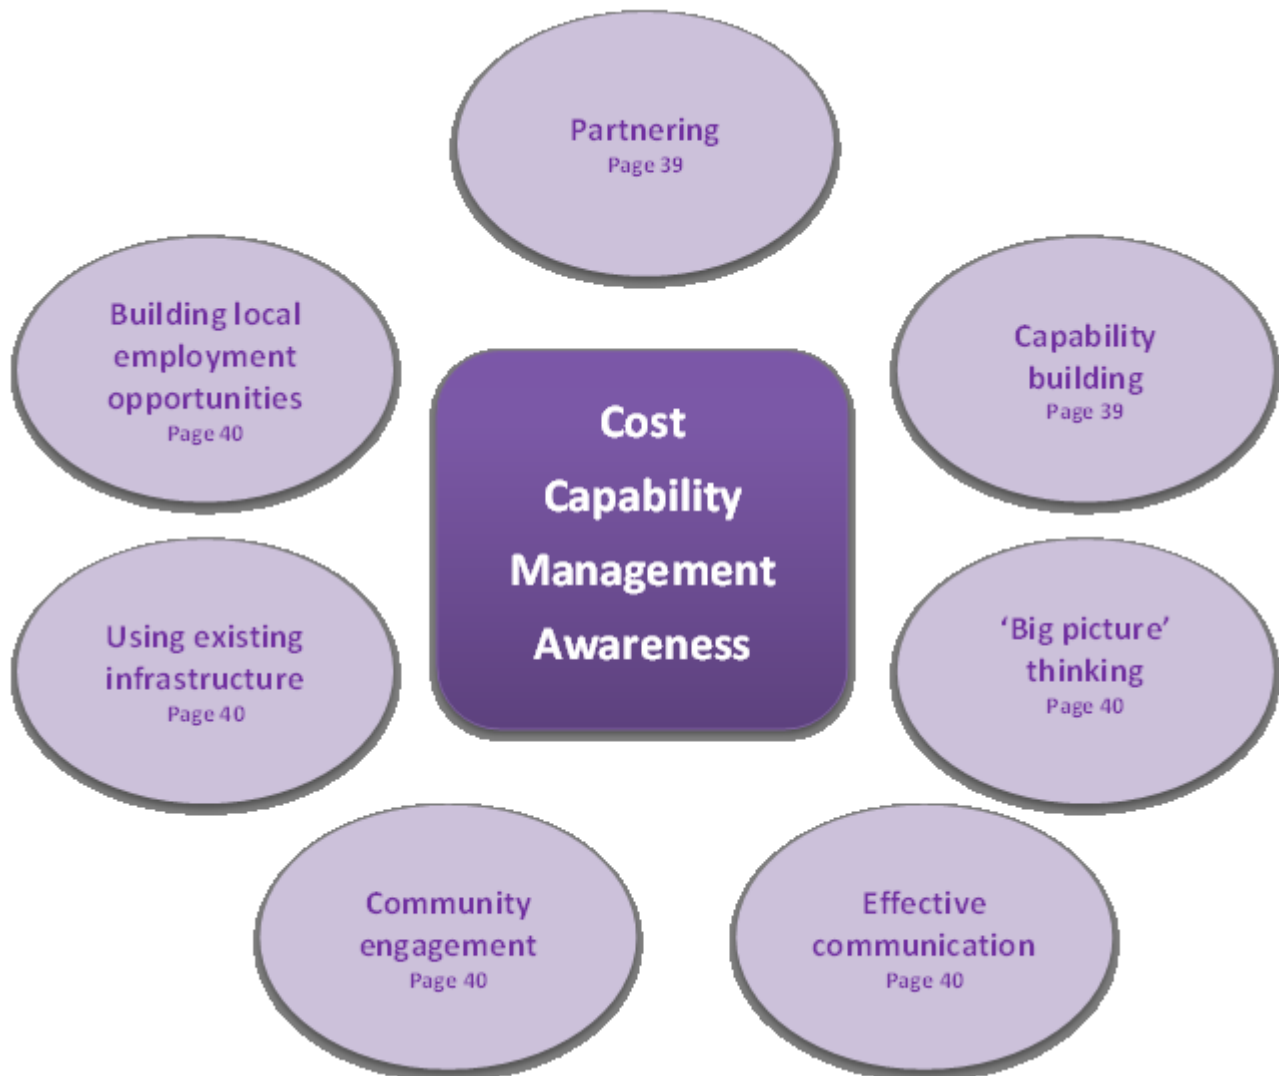 Partnering
Page 39
Building local
employment
opportunities
Page 40
Capability
building
Page 39
Cost
Capability
Management
Awareness
Using existing
infrastructure
Page 40
‘Big picture’
thinking
Page 40
Community
engagement
Page 40
Effective
communication
Page 40